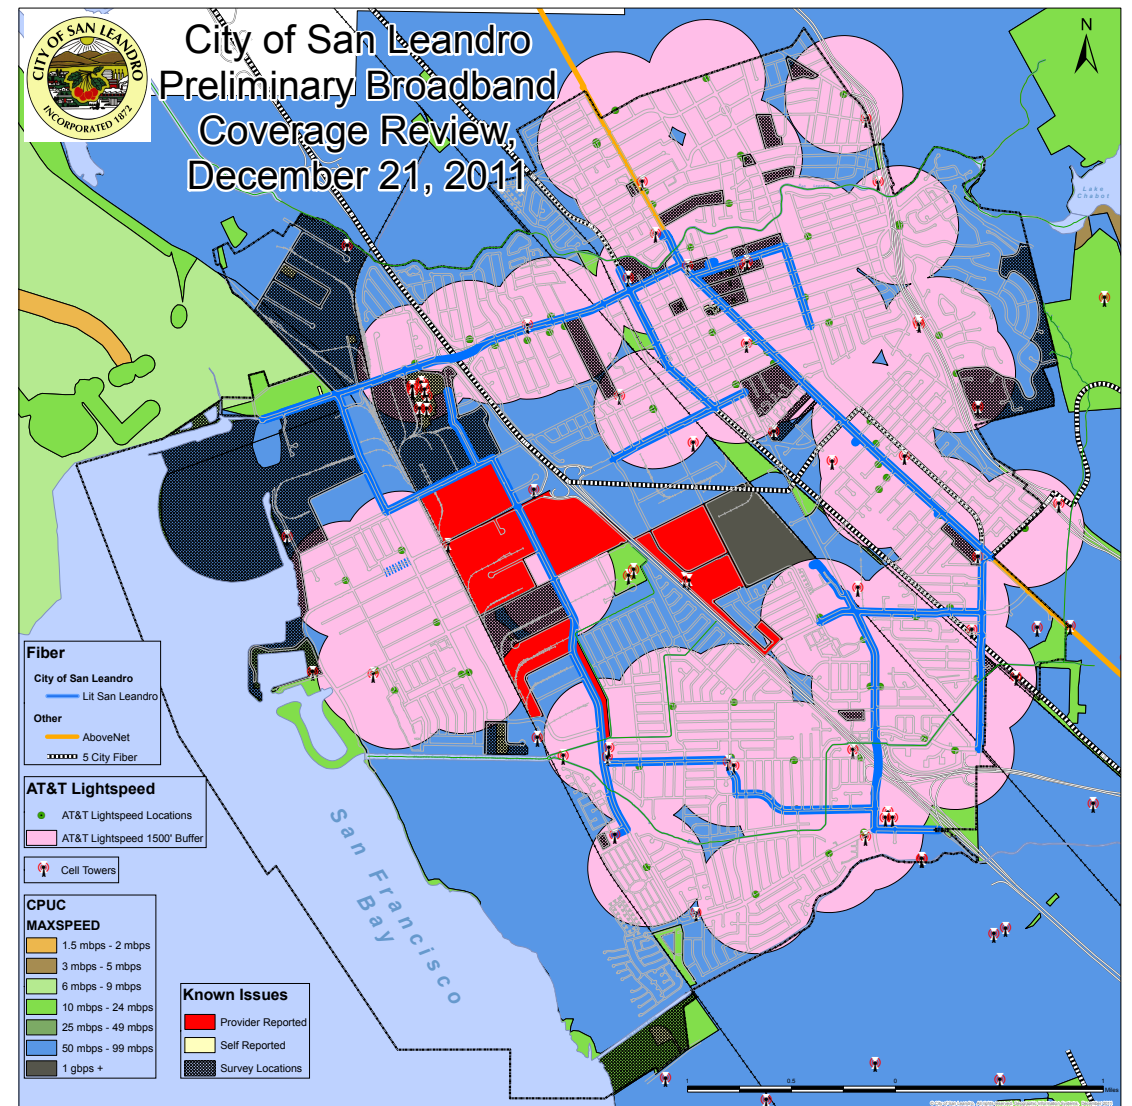 CITY OF SAN LEANDRO
INCORPORATED 1872
City of San Leandro
Preliminary Broadband
Coverage Review,
December 21, 2011
N
Lake
Chabot
San Francisco
Bay
Fiber
City of San Leandro
Lit San Leandro
Other
AboveNet
5 City Fiber
AT&T Lightspeed
AT&T Lightspeed Locations
AT&T Lightspeed 1500' Buffer
Cell Towers
CPUC
MAXSPEED
1.5 mbps - 2 mbps
3 mbps - 5 mbps
6 mbps - 9 mbps
10 mbps - 24 mbps
25 mbps - 49 mbps
50 mbps - 99 mbps
1 gbps +
Known Issues
Provider Reported
Self Reported
Survey Locations
1 0.5 0 1
Miles